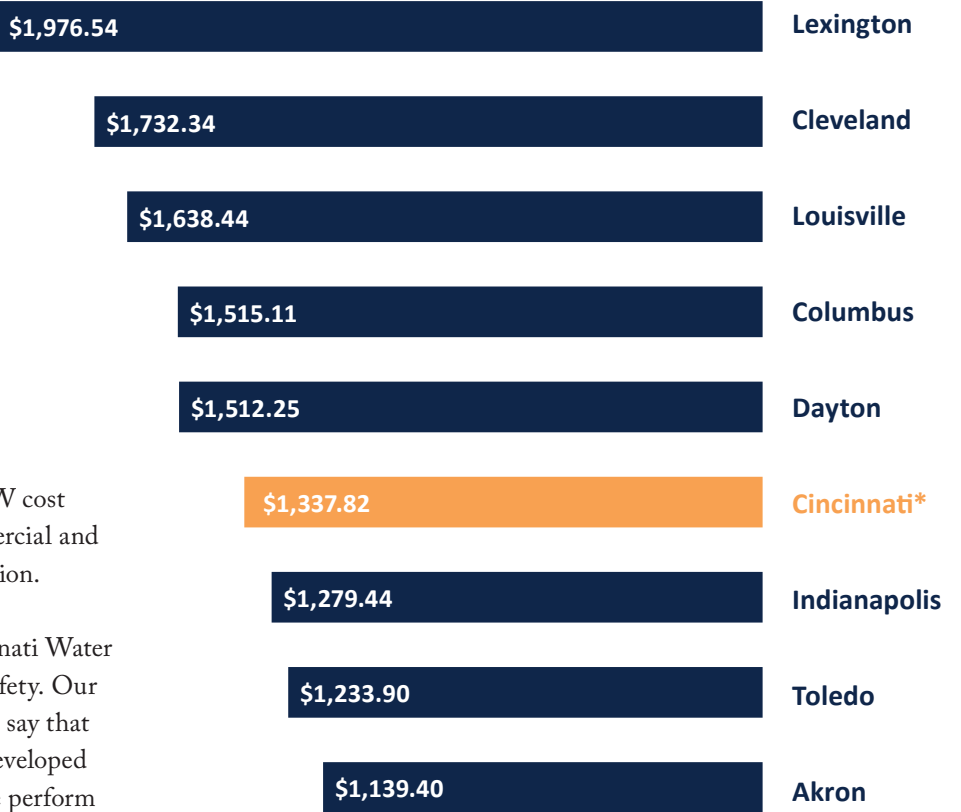 $1,976.54 Lexington
$1,732.34 Cleveland
$1,638.44 Louisville
$1,515.11 Columbus
$1,512.25 Dayton
$1,337.82 Cincinnati*
$1,279.44 Indianapolis
$1,233.90 Toledo
$1,139.40 Akron
W cost
ercial and
ion.
nati Water
fety. Our
say that
eveloped
perform